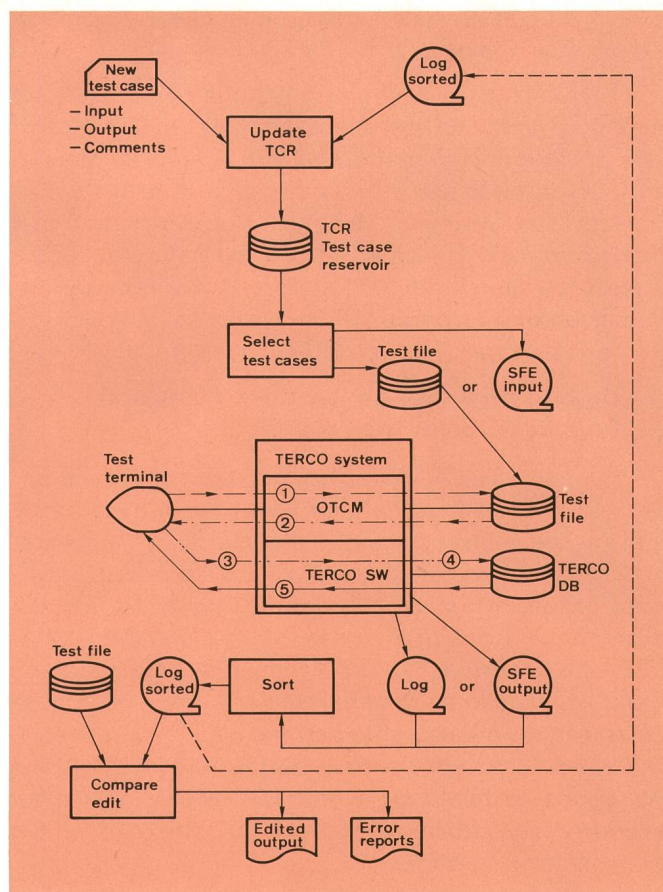 New
test case
Log
sorted
– Input
– Output
– Comments
Update
TCR
TCR
Test case
reservoir
Select
test cases
Test file
or
SFE
input
Test
terminal
TERCO system
1
OTCM
2
Test
file
3
4
TERCO SW
5
TERCO
DB
Test file
Log
sorted
Sort
Log
or
SFE
output
Compare
edit
Edited
output
Error
reports